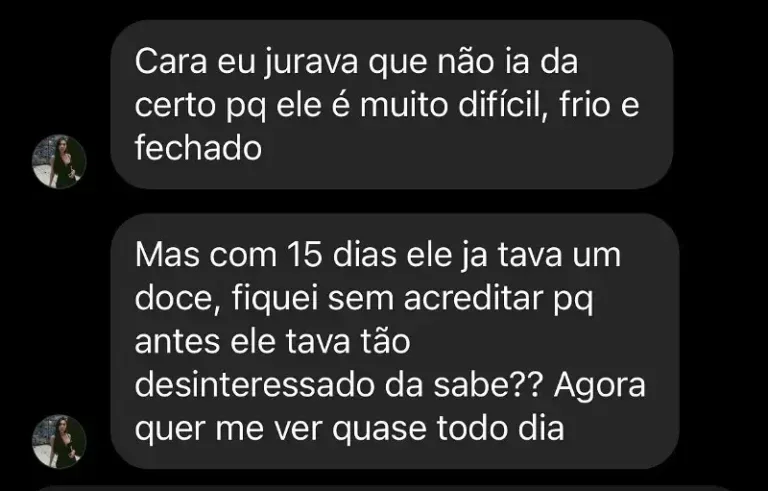 Cara eu jurava que não ia da
certo pq ele é muito difícil, frio e
fechado
Mas com 15 dias ele ja tava um
doce, fiquei sem acreditar pq
antes ele tava tão
desinteressado da sabe?? Agora
quer me ver quase todo dia